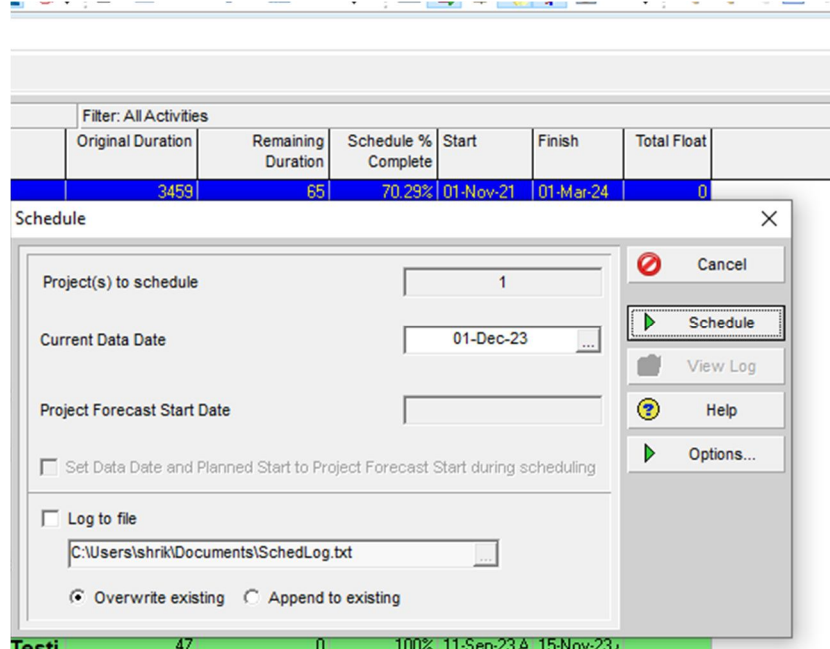 Filter: All Activities
Original Duration Remaining Duration Schedule % Complete Start Finish Total Float
3459 65 70.29% 01-Nov-21 01-Mar-24 0
Schedule
Project(s) to schedule 1
Cancel
Current Data Date 01-Dec-23 ...
Schedule
View Log
Project Forecast Start Date
Help
Set Data Date and Planned Start to Project Forecast Start during scheduling
Options...
Log to file
C:\Users\shrik\Documents\SchedLog.txt ...
Overwrite existing Append to existing
Testi 47 0 100% 11-Sep-23 A 15-Nov-23